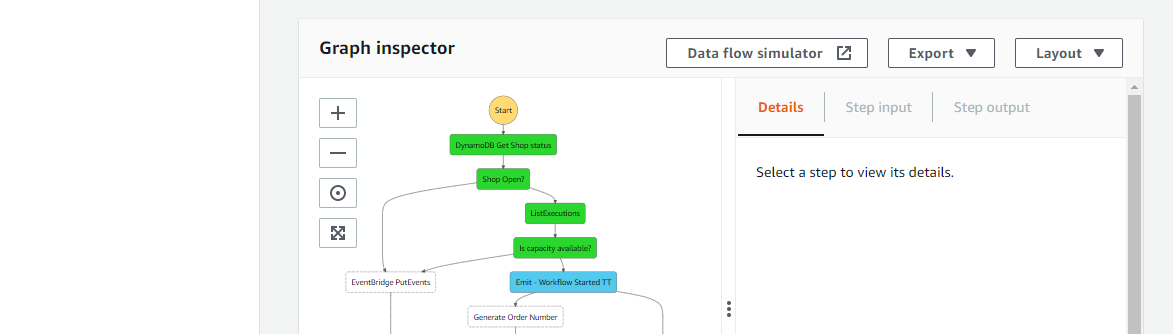 Graph inspector
Data flow simulator
Export
Layout
Start
DynamoDB Get Shop status
Shop Open?
ListExecutions
Is capacity available?
EventBridge PutEvents
Emit - Workflow Started TT
Generate Order Number
Details
Step input
Step output
Select a step to view its details.